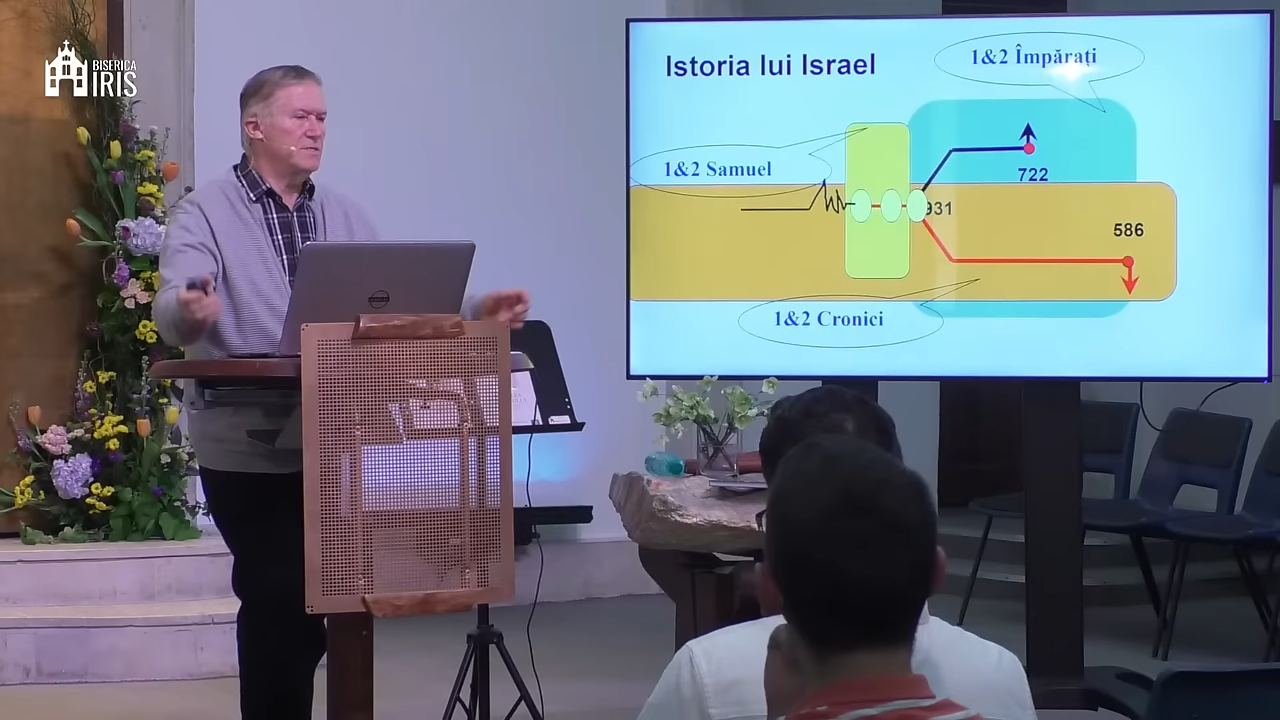 BISERICA
IRIS
Istoria lui Israel
1&2 Împărați
1&2 Samuel
722
931
586
1&2 Cronici